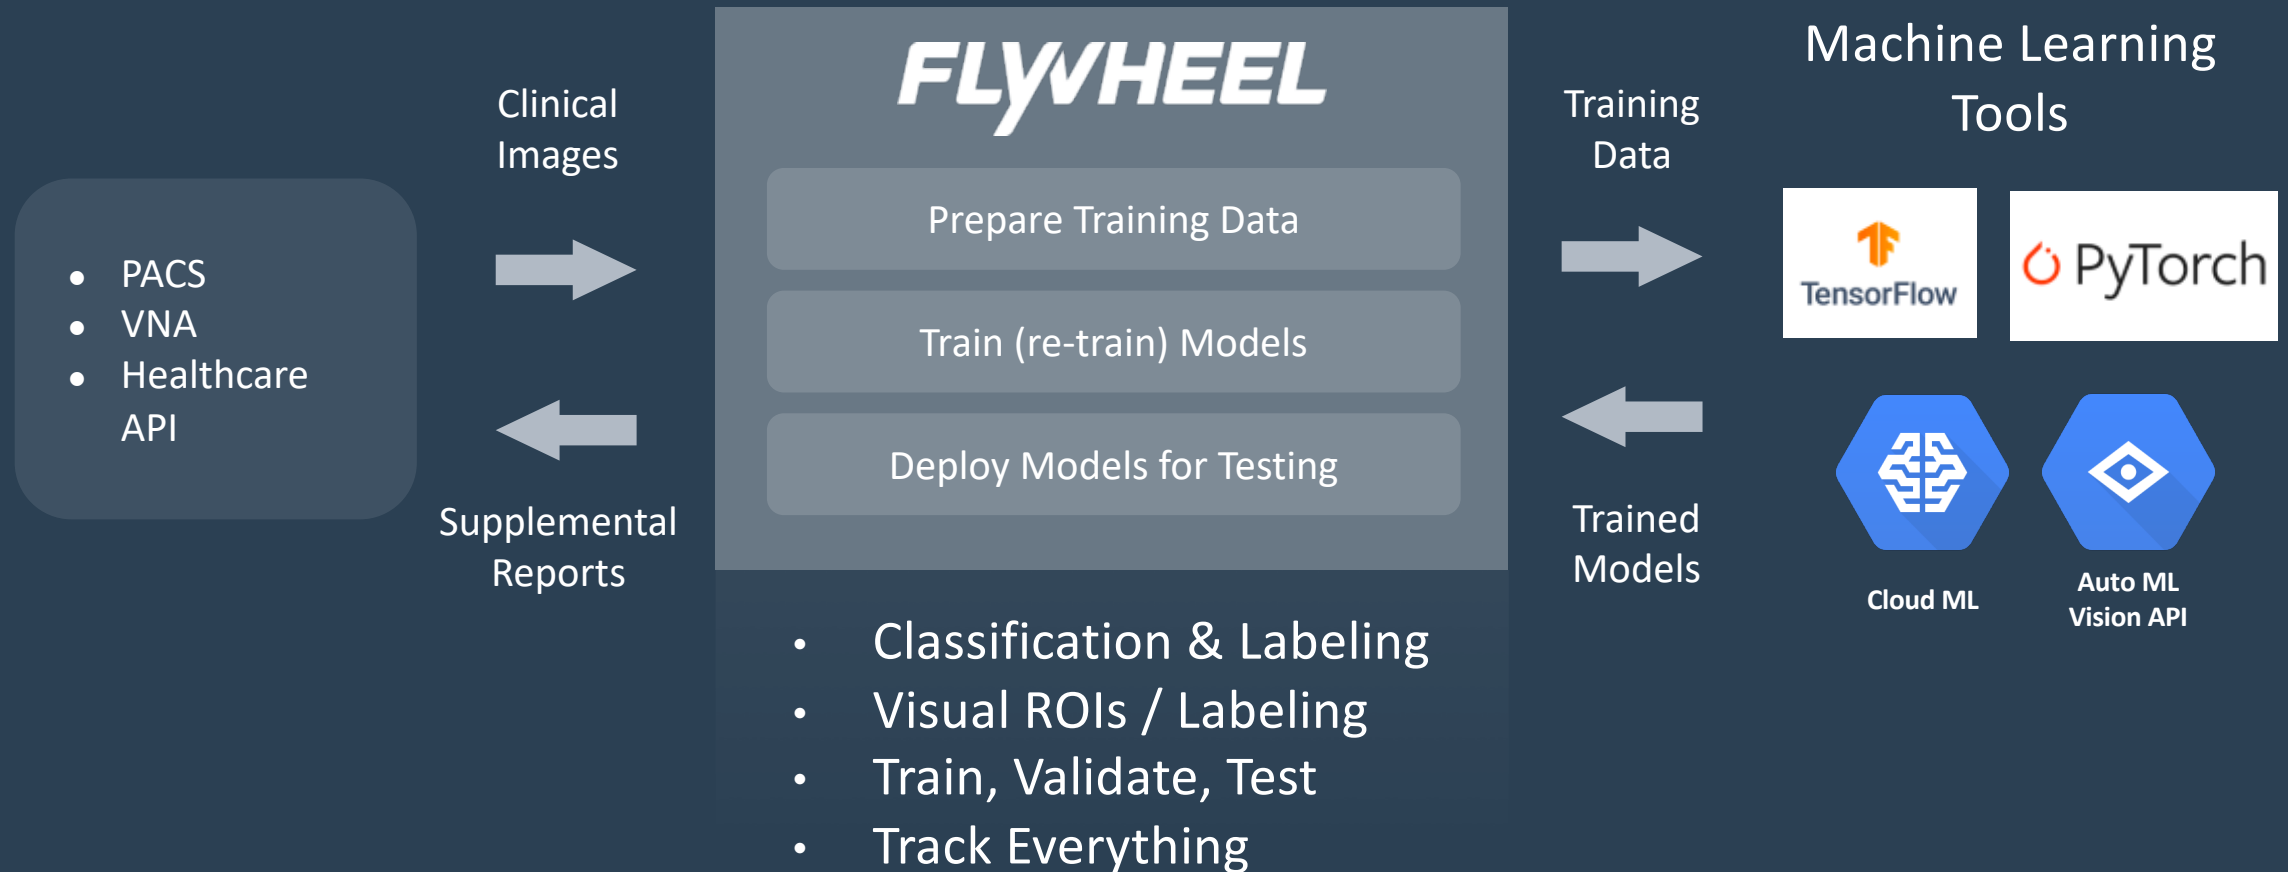 PACS
VNA
Healthcare
API
Clinical
Images
Supplemental
Reports
FLYWHEEL
Prepare Training Data
Train (re-train) Models
Deploy Models for Testing
• Classification & Labeling
• Visual ROIs / Labeling
• Train, Validate, Test
• Track Everything
Training
Data
Trained
Models
Machine Learning
Tools
TensorFlow
PyTorch
Cloud ML
Auto ML
Vision API